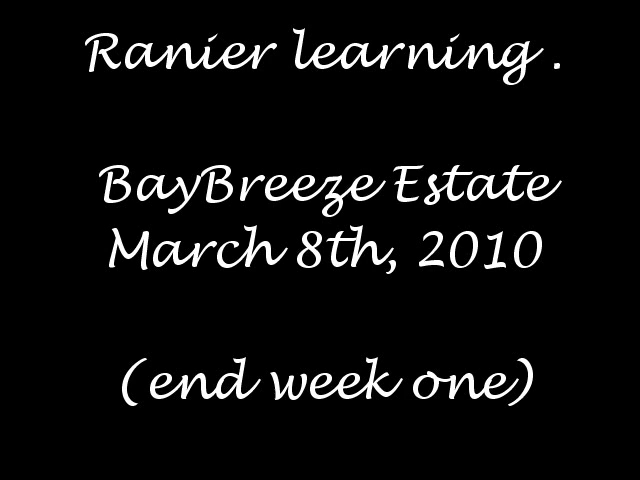 Ranier learning .
BayBreeze Estate
March 8th, 2010
(end week one)